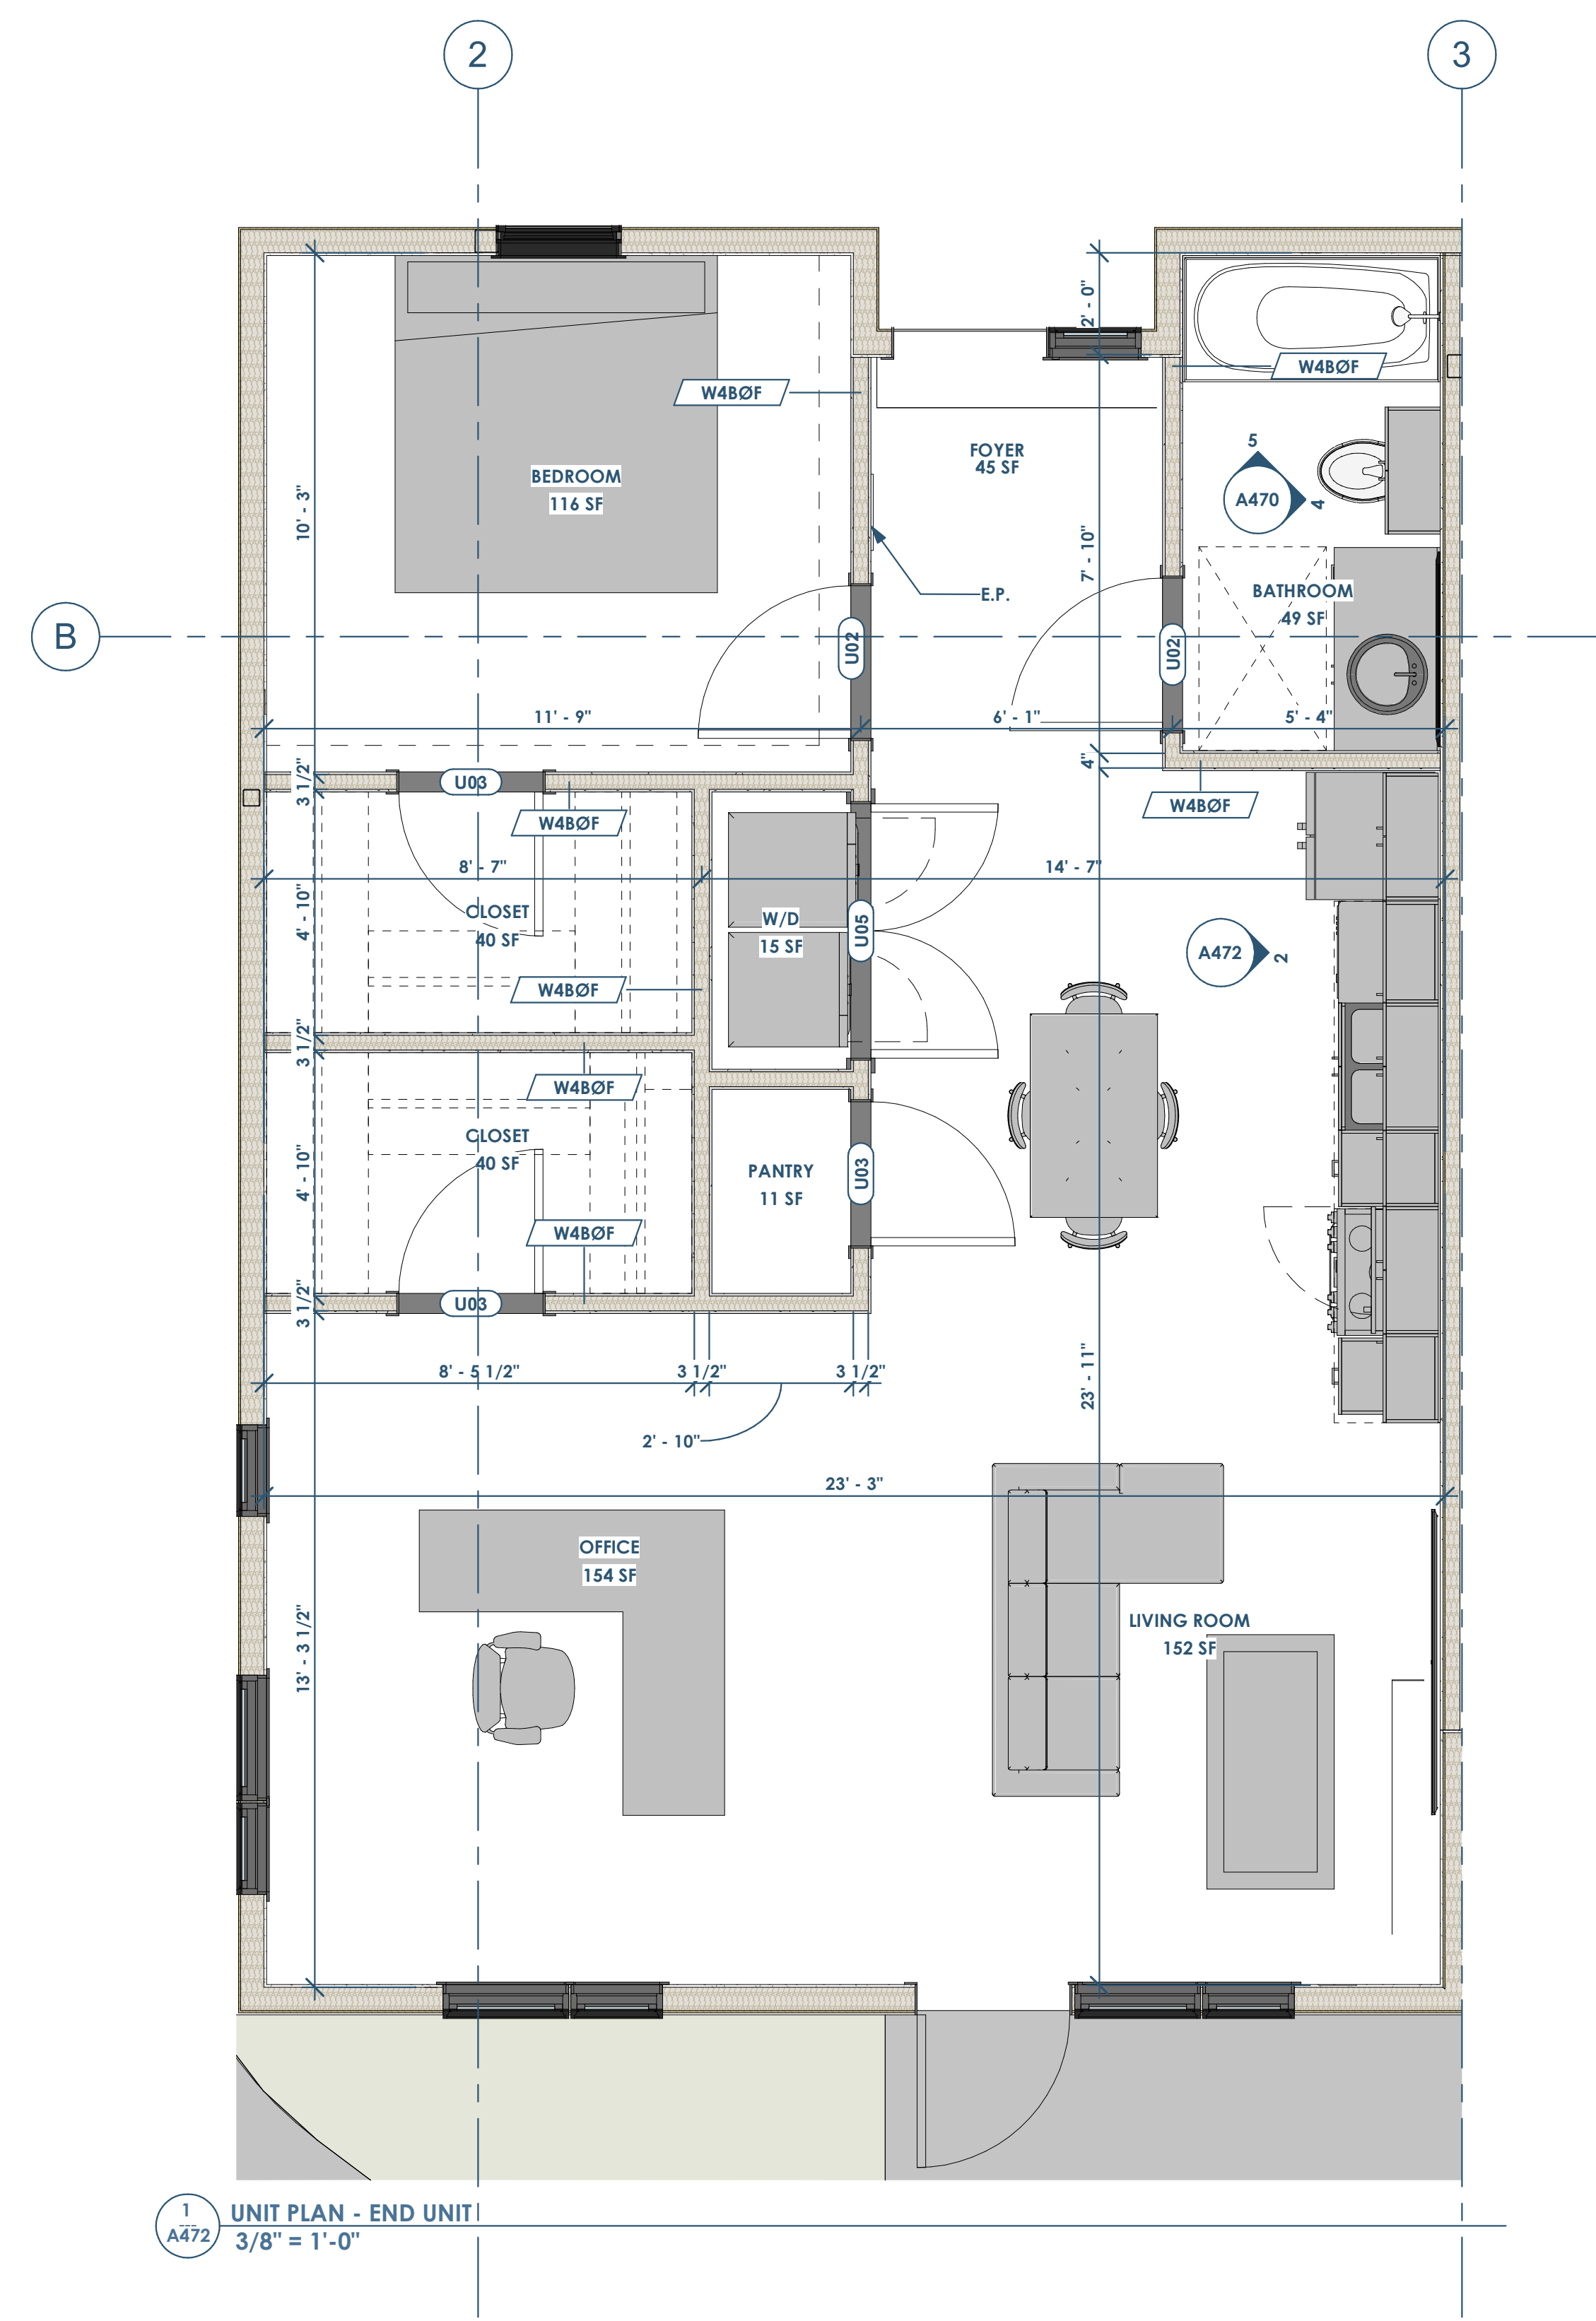 2
3
2' - 0"
W4BØF
W4BØF
FOYER
45 SF
5
BEDROOM
116 SF
A470
4
10' - 3"
7' - 10"
E.P.
BATHROOM
49 SF
B
U02
U02
11' - 9"
6' - 1"
5' - 4"
4"
3 1/2"
U03
W4BØF
W4BØF
8' - 7"
14' - 7"
4' - 10"
CLOSET
40 SF
W/D
15 SF
U05
A472
2
W4BØF
3 1/2"
W4BØF
CLOSET
40 SF
4' - 10"
PANTRY
11 SF
U03
W4BØF
3 1/2"
U03
8' - 5 1/2"
3 1/2"
3 1/2"
23' - 11"
2' - 10"
23' - 3"
OFFICE
154 SF
13' - 3 1/2"
LIVING ROOM
152 SF
1
A472
UNIT PLAN - END UNIT
3/8" = 1'-0"